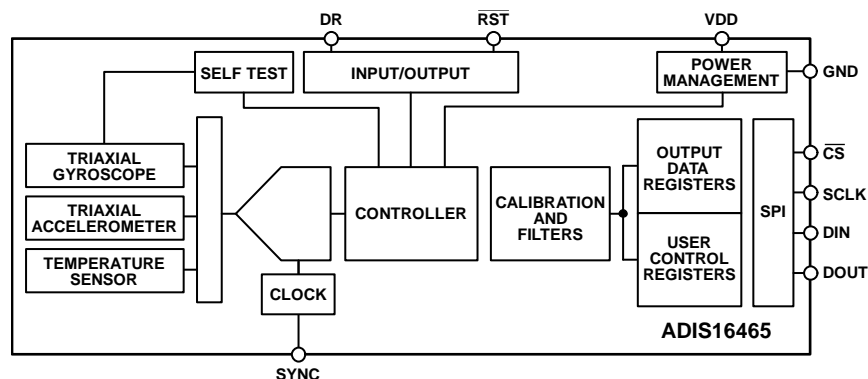 DR
RST
VDD
SELF TEST
INPUT/OUTPUT
POWER
MANAGEMENT
GND
TRIAXIAL
GYROSCOPE
TRIAXIAL
ACCELEROMETER
TEMPERATURE
SENSOR
CONTROLLER
CLOCK
SYNC
CALIBRATION
AND
FILTERS
OUTPUT
DATA
REGISTERS
USER
CONTROL
REGISTERS
SPI
CS
SCLK
DIN
DOUT
ADIS16465